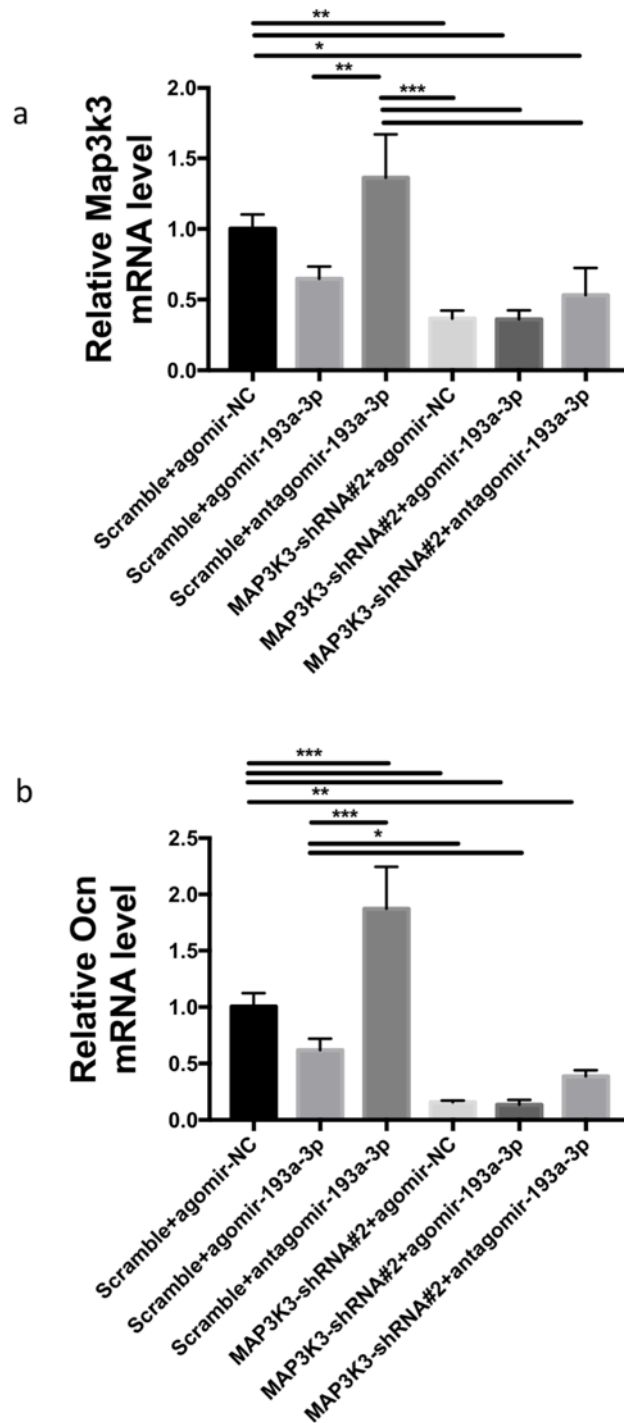 a
**
*
**
***
Relative Map3k3
mRNA level
2.0
1.5
1.0
0.5
0.0
Scramble+agomir-NC
Scramble+agomir-193a-3p
Scramble+antagomir-193a-3p
MAP3K3-shRNA#2+agomir-NC
MAP3K3-shRNA#2+agomir-193a-3p
MAP3K3-shRNA#2+antagomir-193a-3p
b
***
**
***
*
Relative Ocn
mRNA level
2.5
2.0
1.5
1.0
0.5
0.0
Scramble+agomir-NC
Scramble+agomir-193a-3p
Scramble+antagomir-193a-3p
MAP3K3-shRNA#2+agomir-NC
MAP3K3-shRNA#2+agomir-193a-3p
MAP3K3-shRNA#2+antagomir-193a-3p